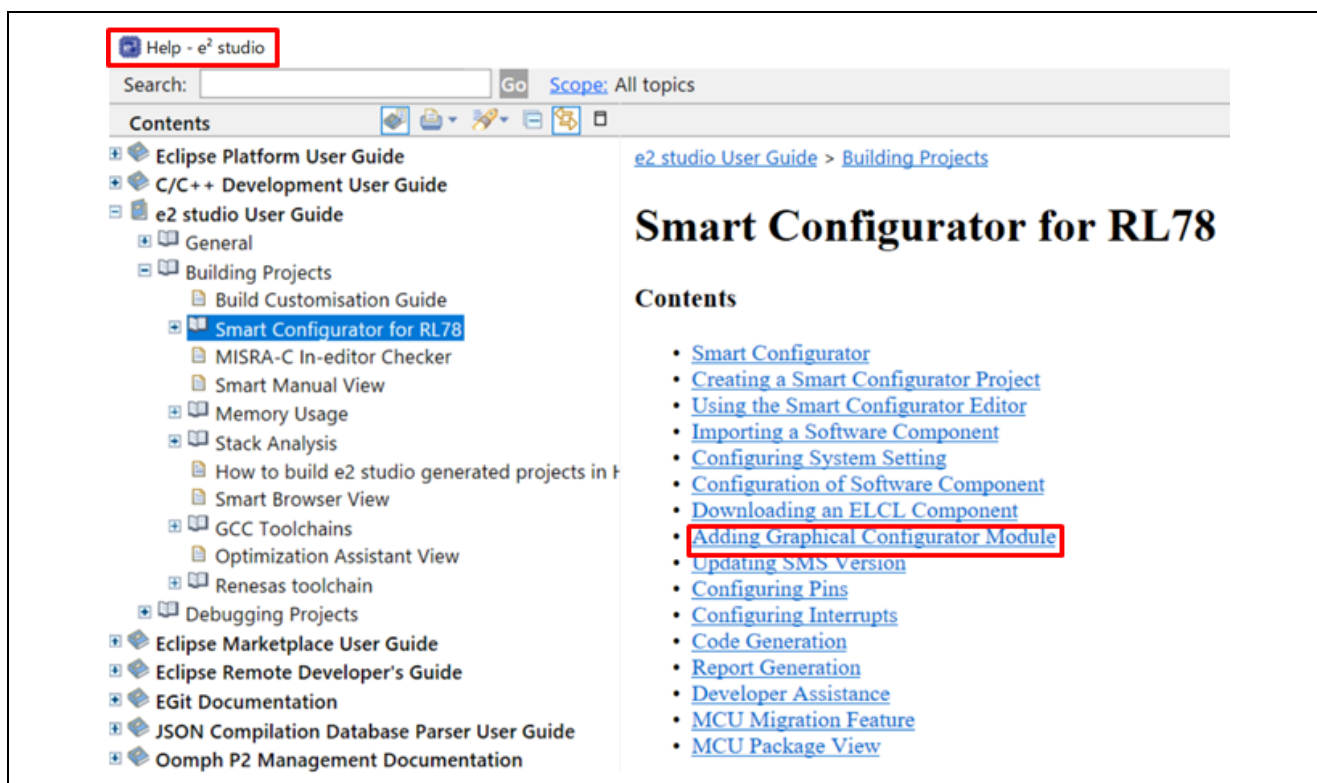 Help - e² studio
Search: Go Scope: All topics
Contents
Eclipse Platform User Guide
C/C++ Development User Guide
e2 studio User Guide
General
Building Projects
Build Customisation Guide
Smart Configurator for RL78
MISRA-C In-editor Checker
Smart Manual View
Memory Usage
Stack Analysis
How to build e2 studio generated projects in
Smart Browser View
GCC Toolchains
Optimization Assistant View
Renesas toolchain
Debugging Projects
Eclipse Marketplace User Guide
Eclipse Remote Developer's Guide
EGit Documentation
JSON Compilation Database Parser User Guide
Oomph P2 Management Documentation
e2 studio User Guide > Building Projects
Smart Configurator for RL78
Contents
• Smart Configurator
• Creating a Smart Configurator Project
• Using the Smart Configurator Editor
• Importing a Software Component
• Configuring System Setting
• Configuration of Software Component
• Downloading an ELCL Component
• Adding Graphical Configurator Module
• Updating SMS Version
• Configuring Pins
• Configuring Interrupts
• Code Generation
• Report Generation
• Developer Assistance
• MCU Migration Feature
• MCU Package View